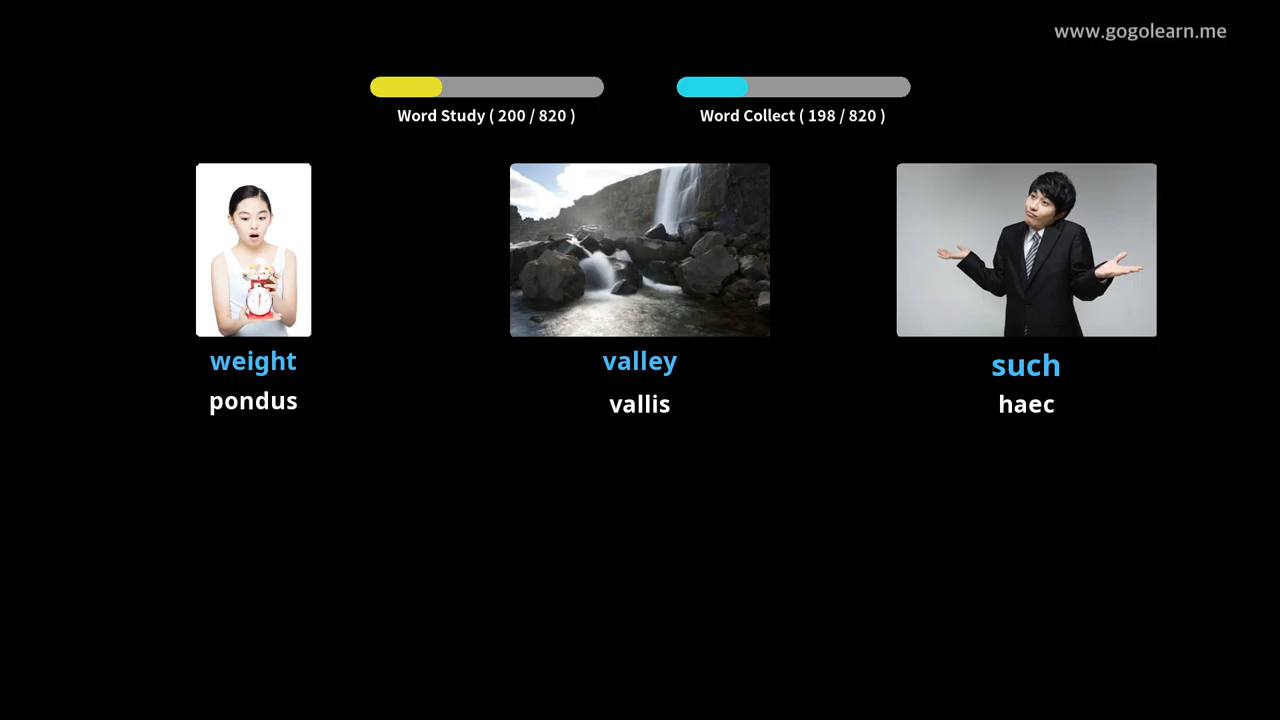 www.gogolearn.me
Word Study ( 200 / 820 )
Word Collect ( 198 / 820 )
weight
pondus
valley
vallis
such
haec